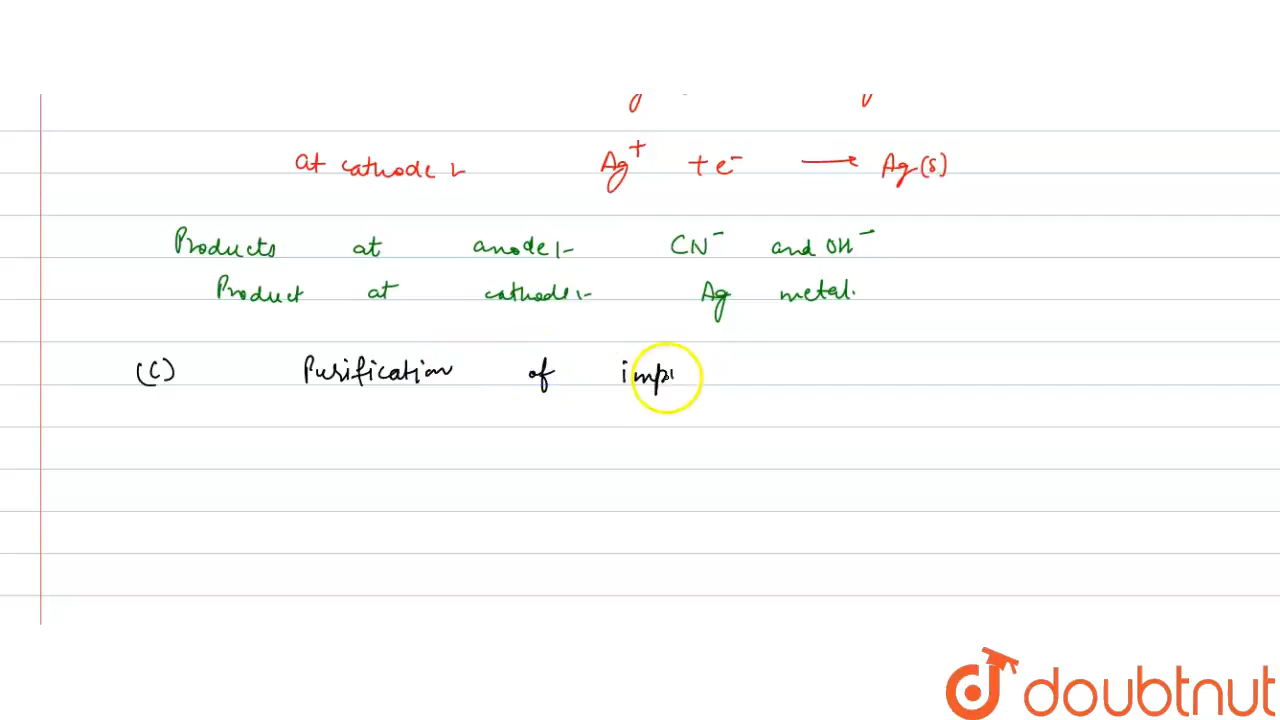 at cathode :- Ag⁺ + e⁻ → Ag(s)
Products at anode :- CN⁻ and OH⁻
Product at cathode :- Ag metal.
(C) Purification of imp
doubtnut